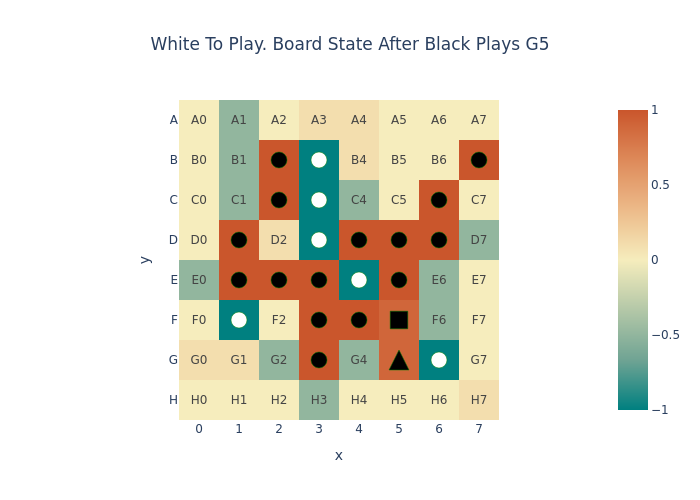 White To Play. Board State After Black Plays G5
A A0 A1 A2 A3 A4 A5 A6 A7
B B0 B1 B4 B5 B6
C C0 C1 C4 C5 C7
D D0 D2 D7
E E0 E6 E7
F F0 F2 F6 F7
G G0 G1 G2 G4 G7
H H0 H1 H2 H3 H4 H5 H6 H7
0 1 2 3 4 5 6 7
x
y
1
0.5
0
−0.5
−1